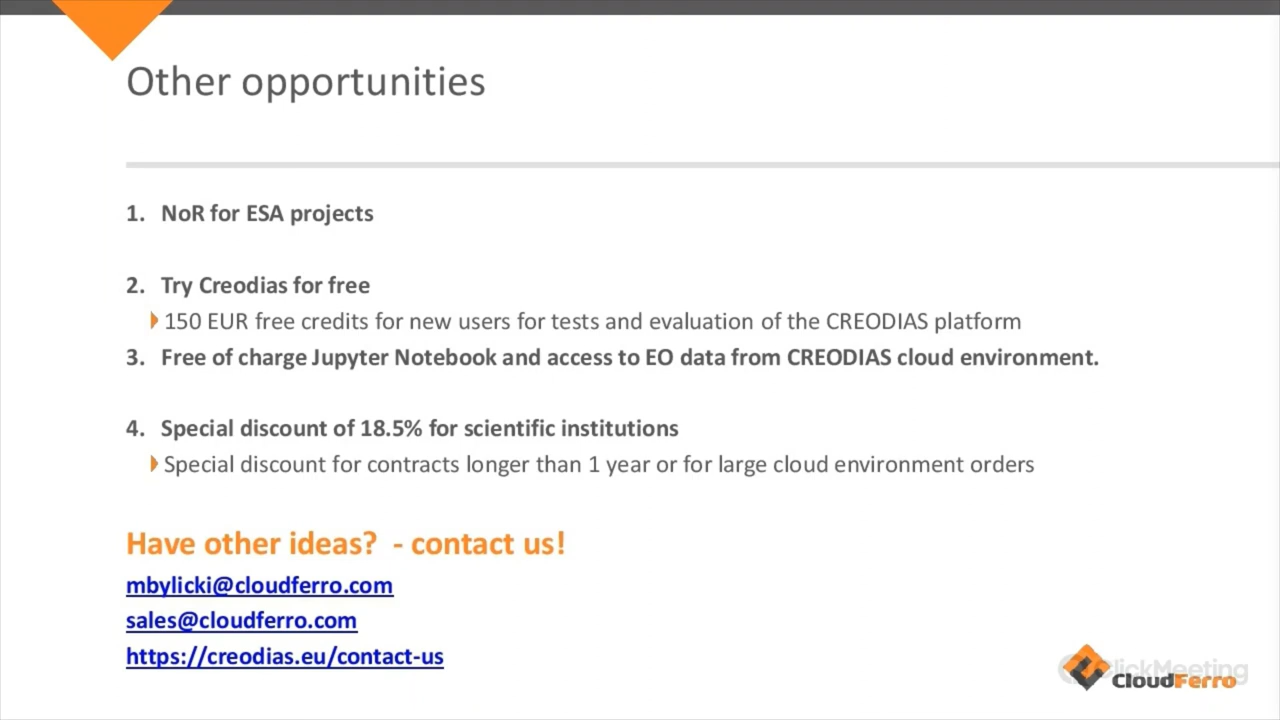 Other opportunities
1. NoR for ESA projects
2. Try Creodias for free
150 EUR free credits for new users for tests and evaluation of the CREODIAS platform
3. Free of charge Jupyter Notebook and access to EO data from CREODIAS cloud environment.
4. Special discount of 18.5% for scientific institutions
Special discount for contracts longer than 1 year or for large cloud environment orders
Have other ideas?  - contact us!
mbylicki@cloudferro.com
sales@cloudferro.com
https://creodias.eu/contact-us
ClickMeeting
CloudFerro